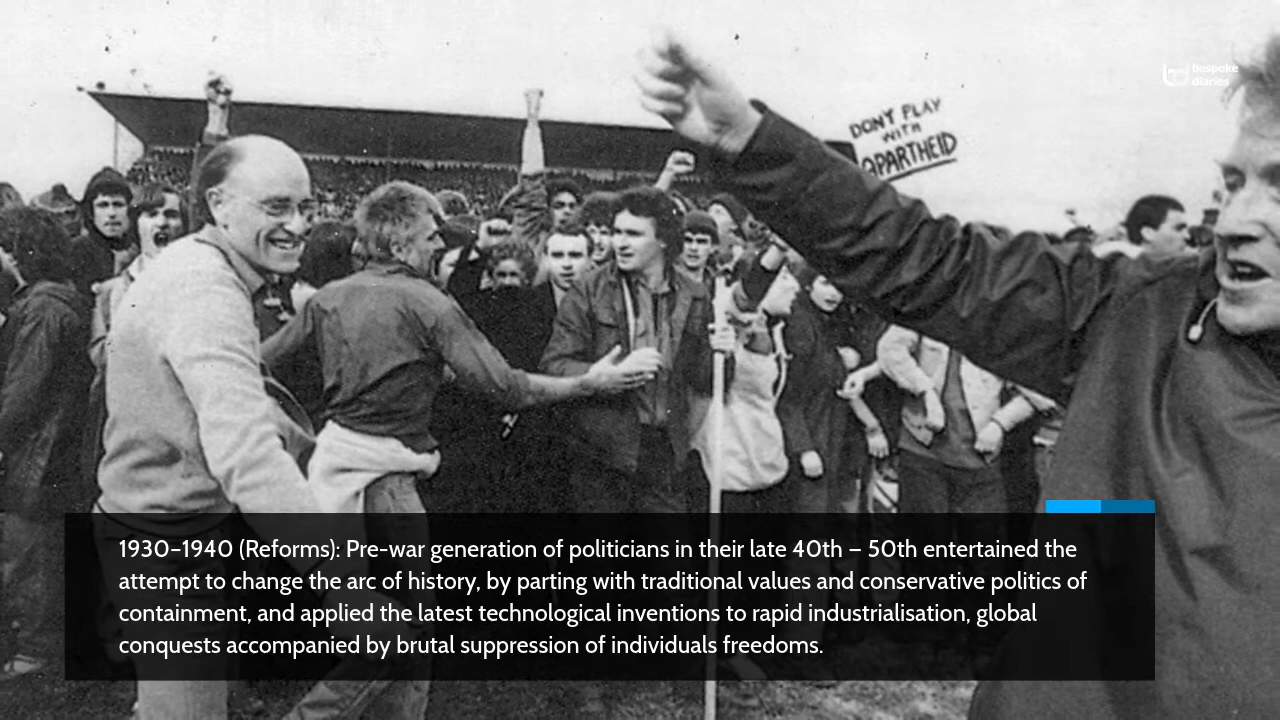 bespoke
diaries
DON'T PLAY
WITH
APARTHEID
1930–1940 (Reforms): Pre-war generation of politicians in their late 40th – 50th entertained the
attempt to change the arc of history, by parting with traditional values and conservative politics of
containment, and applied the latest technological inventions to rapid industrialisation, global
conquests accompanied by brutal suppression of individuals freedoms.